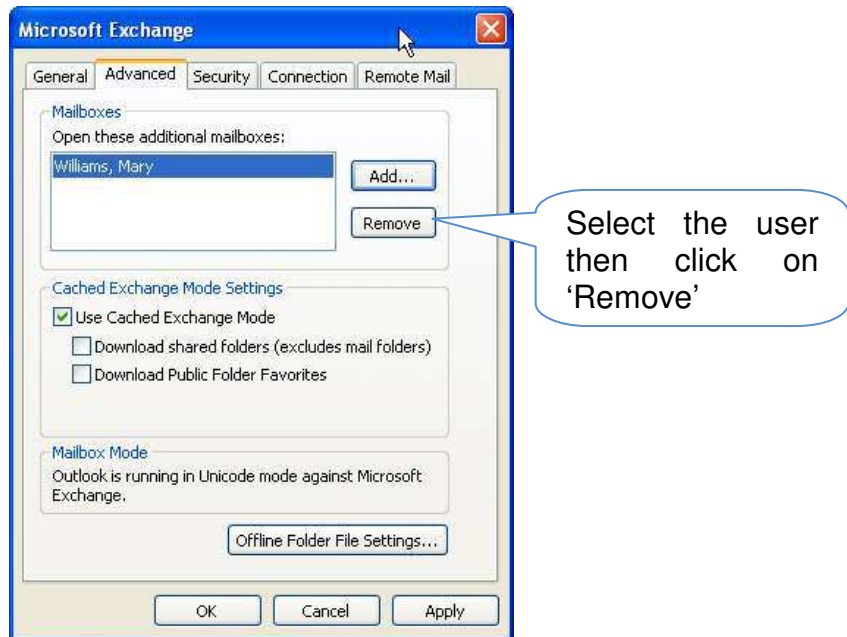 Microsoft Exchange
General Advanced Security Connection Remote Mail
Mailboxes
Open these additional mailboxes:
Williams, Mary
Add...
Remove
Select the user
then click on
‘Remove’
Cached Exchange Mode Settings
Use Cached Exchange Mode
Download shared folders (excludes mail folders)
Download Public Folder Favorites
Mailbox Mode
Outlook is running in Unicode mode against Microsoft
Exchange.
Offline Folder File Settings...
OK Cancel Apply